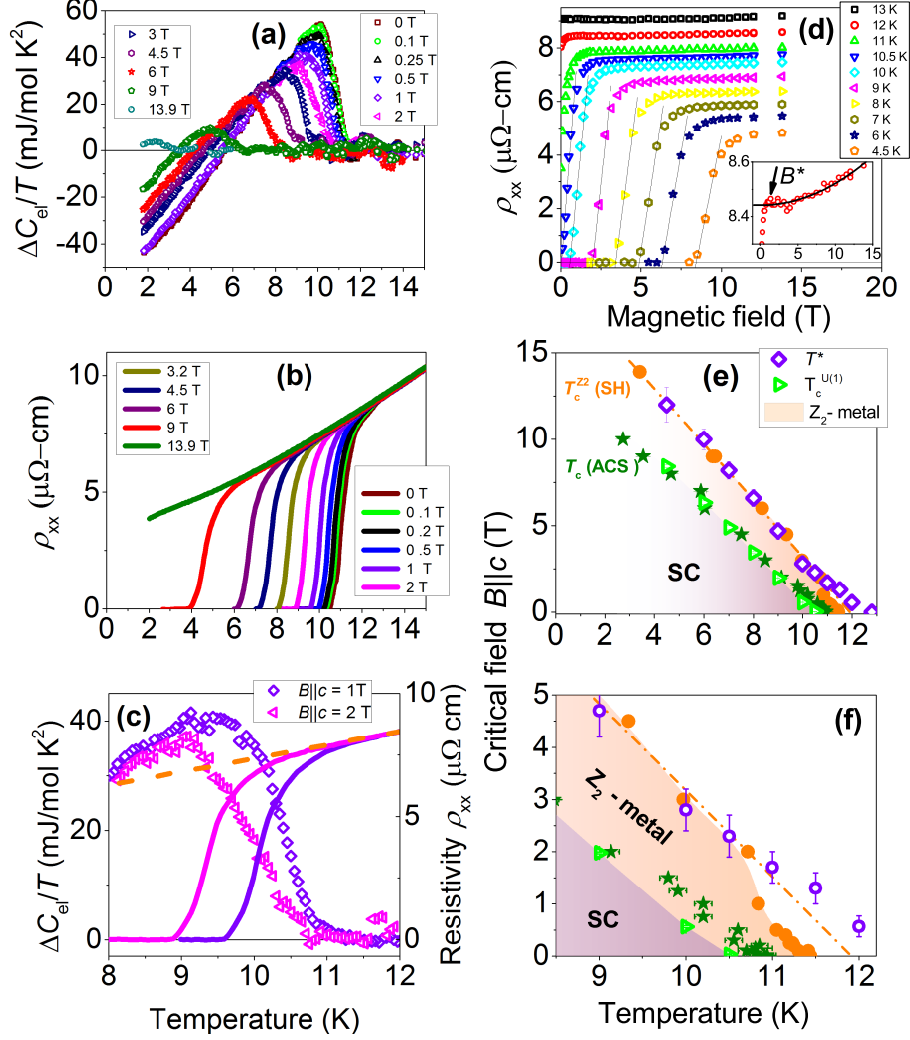 (a)
60
40
20
0
-20
-40
0 2 4 6 8 10 12 14
ΔCel/T (mJ/mol K²)
3 T
4.5 T
6 T
9 T
13.9 T
0 T
0.1 T
0.25 T
0.5 T
1 T
2 T
(b)
10
5
0
0 2 4 6 8 10 12 14
ρxx (μΩ–cm)
3.2 T
4.5 T
6 T
9 T
13.9 T
0 T
0.1 T
0.2 T
0.5 T
1 T
2 T
(c)
B||c = 1T
B||c = 2 T
40
20
0
10
5
0
8 9 10 11 12
ΔCel/T (mJ/mol K²)
Resistivity ρxx (μΩ cm)
Temperature (K)
(d)
8
6
4
2
0
0 5 10 15 20
ρxx (μΩ–cm)
Magnetic field (T)
13 K
12 K
11 K
10.5 K
10 K
9 K
8 K
7 K
6 K
4.5 K
8.6
8.4
B*
0 5 10 15
(e)
15
10
5
0
0 2 4 6 8 10 12
TcZ2 (SH)
Tc (ACS)
SC
T*
TcU(1)
Z2- metal
Critical field B||c (T)
(f)
5
4
3
2
1
0
9 10 11 12
Z2 - metal
SC
Temperature (K)